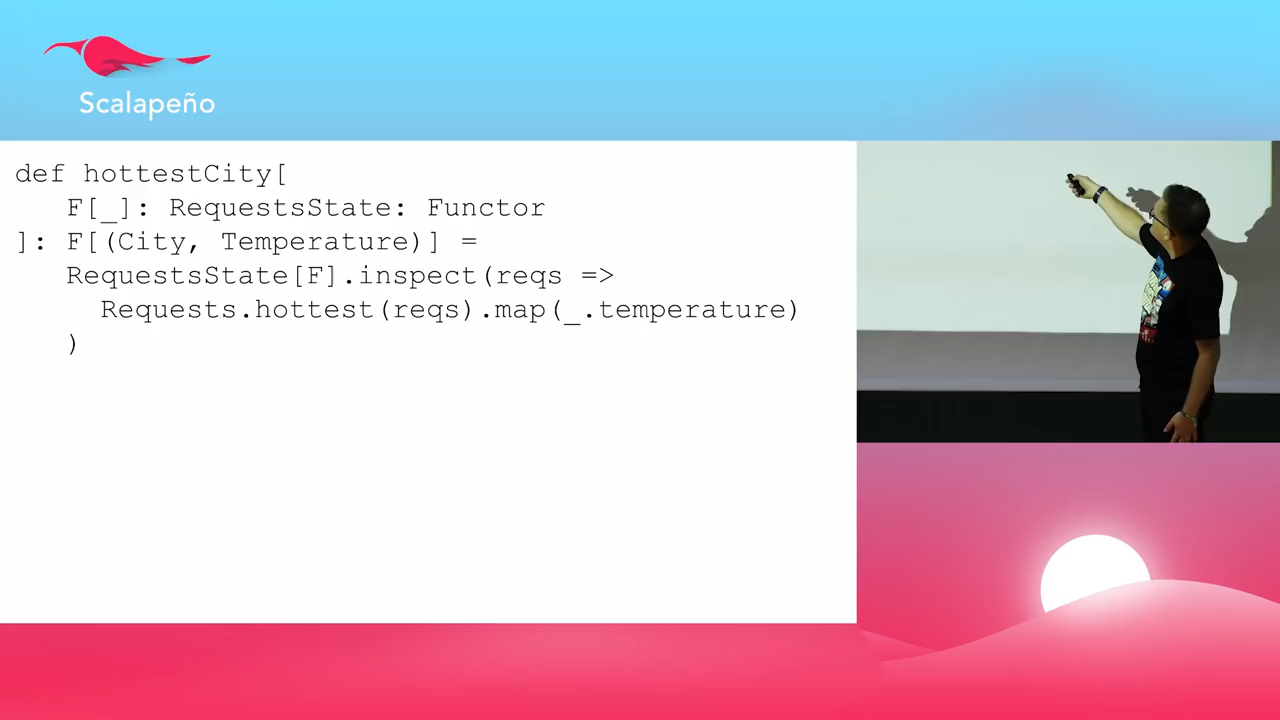 Scalapeño
def hottestCity[
F[_]: RequestsState: Functor
]: F[(City, Temperature)] =
RequestsState[F].inspect(reqs =>
Requests.hottest(reqs).map(_.temperature)
)